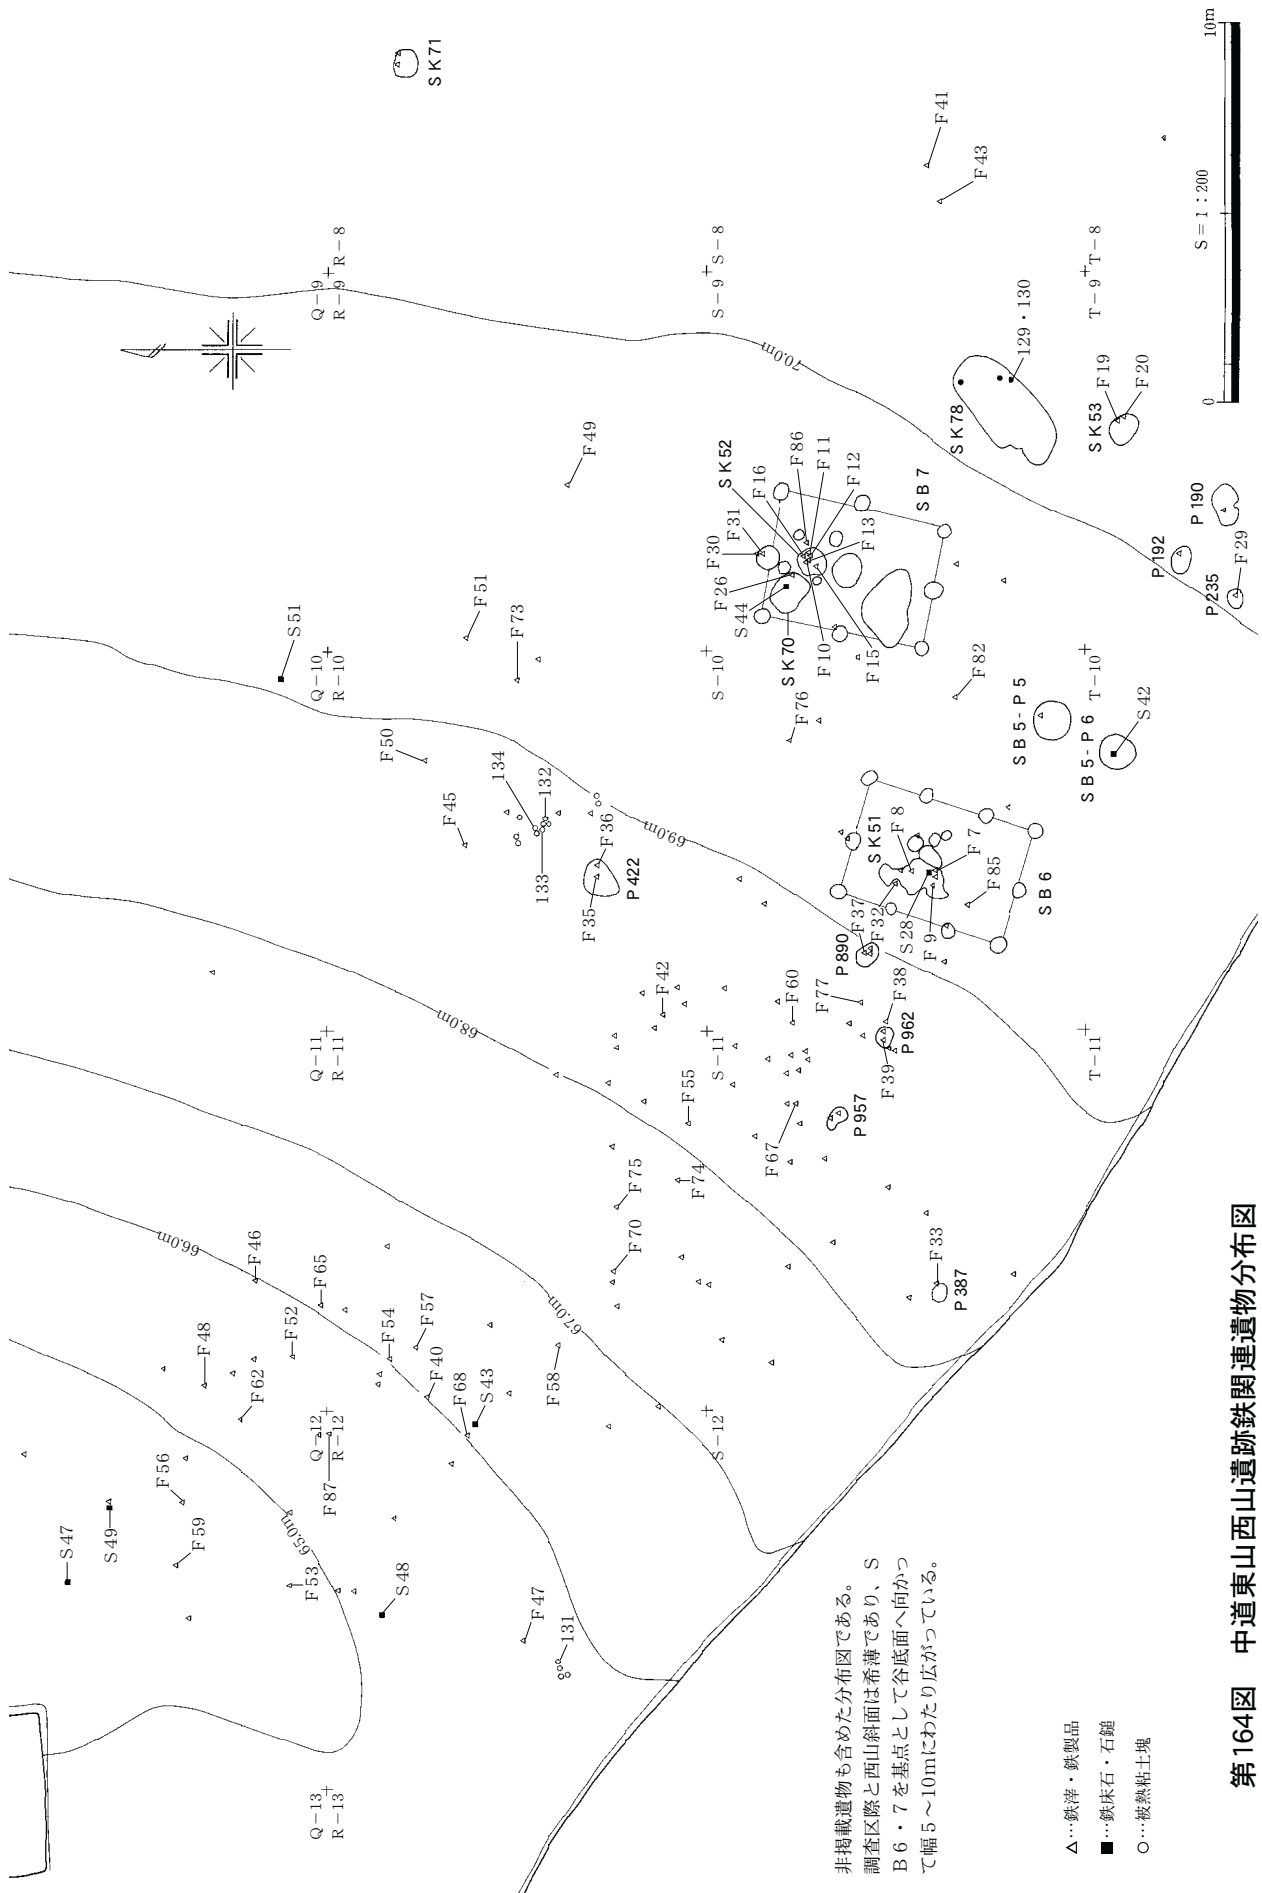 SK71
10m
F41
F43
S=1:200
0
Q-9
R-9
R-8
S-9
S-8
T-9
T-8
70.0m
129・130
SK78
SK53
F19
F20
F49
SK52
F16
F86
F11
F12
F13
SB7
F30
F31
F26
S44
SK70
F10
F15
P190
P192
P235
F29
S51
F51
F73
Q-10
R-10
S-10
T-10
F76
F82
SB5-P5
SB5-P6
S42
F50
134
132
F45
133
69.0m
F36
F35
P422
SK51
F8
F7
F85
SB6
F37
F32
S28
F9
P890
F42
F60
F77
F38
P962
F39
68.0m
Q-11
R-11
S-11
T-11
F55
P957
F67
F75
F74
F70
F33
P387
66.0m
F46
F65
F48
F52
F62
F54
F57
F40
F68
S43
F58
67.0m
Q-12
R-12
S-12
F87
F56
S47
S49
F59
65.0m
F53
S48
F47
131
Q-13
R-13
非掲載遺物も含めた分布図である。
調査区際と西山斜面は希薄であり、S
B6・7を基点として谷底面へ向かっ
て幅5～10mにわたり広がっている。
△…鉄滓・鉄製品
■…鉄床石・石鎚
○…被熱粘土塊
第164図 中道東山西山遺跡鉄関連遺物分布図